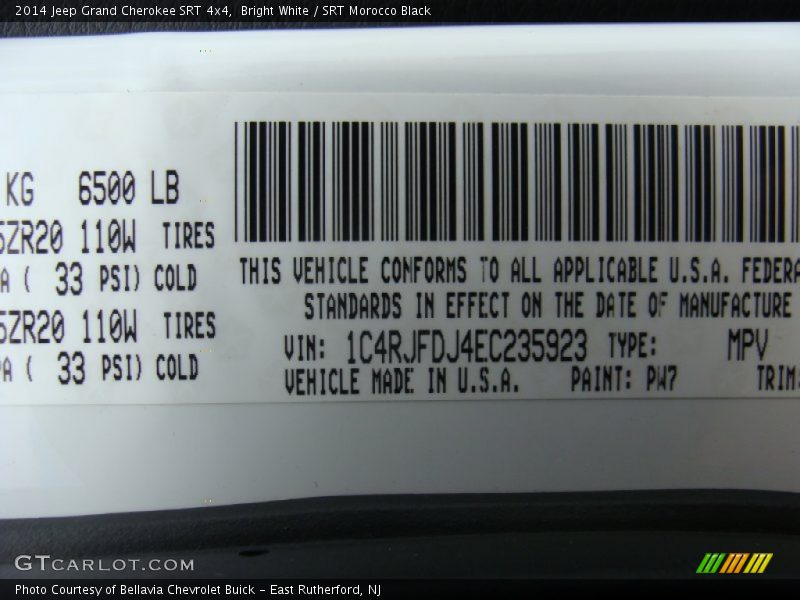 2014 Jeep Grand Cherokee SRT 4x4,  Bright White / SRT Morocco Black
KG 6500 LB
5ZR20 110W TIRES
PA ( 33 PSI) COLD
5ZR20 110W TIRES
PA ( 33 PSI) COLD
THIS VEHICLE CONFORMS TO ALL APPLICABLE U.S.A. FEDERA
STANDARDS IN EFFECT ON THE DATE OF MANUFACTURE
VIN: 1C4RJFDJ4EC235923 TYPE: MPV
VEHICLE MADE IN U.S.A. PAINT: PW7 TRIM:
GTCARLOT.COM
Photo Courtesy of Bellavia Chevrolet Buick – East Rutherford, NJ